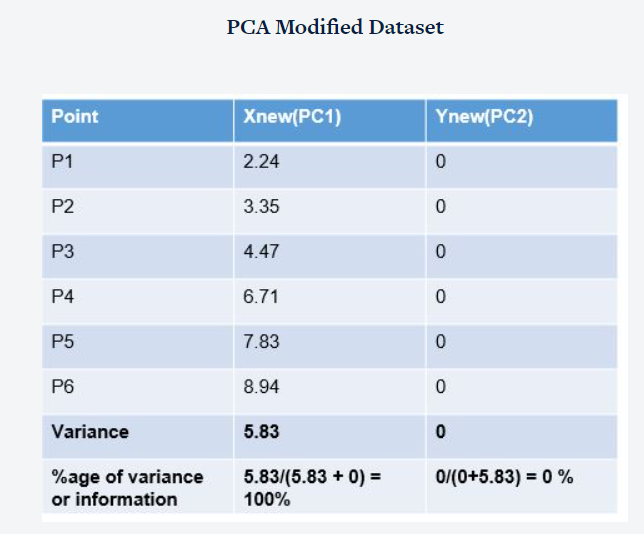 PCA Modified Dataset
Point Xnew(PC1) Ynew(PC2)
P1 2.24 0
P2 3.35 0
P3 4.47 0
P4 6.71 0
P5 7.83 0
P6 8.94 0
Variance 5.83 0
%age of variance 5.83/(5.83 + 0) = 0/(0+5.83) = 0 %
or information 100%